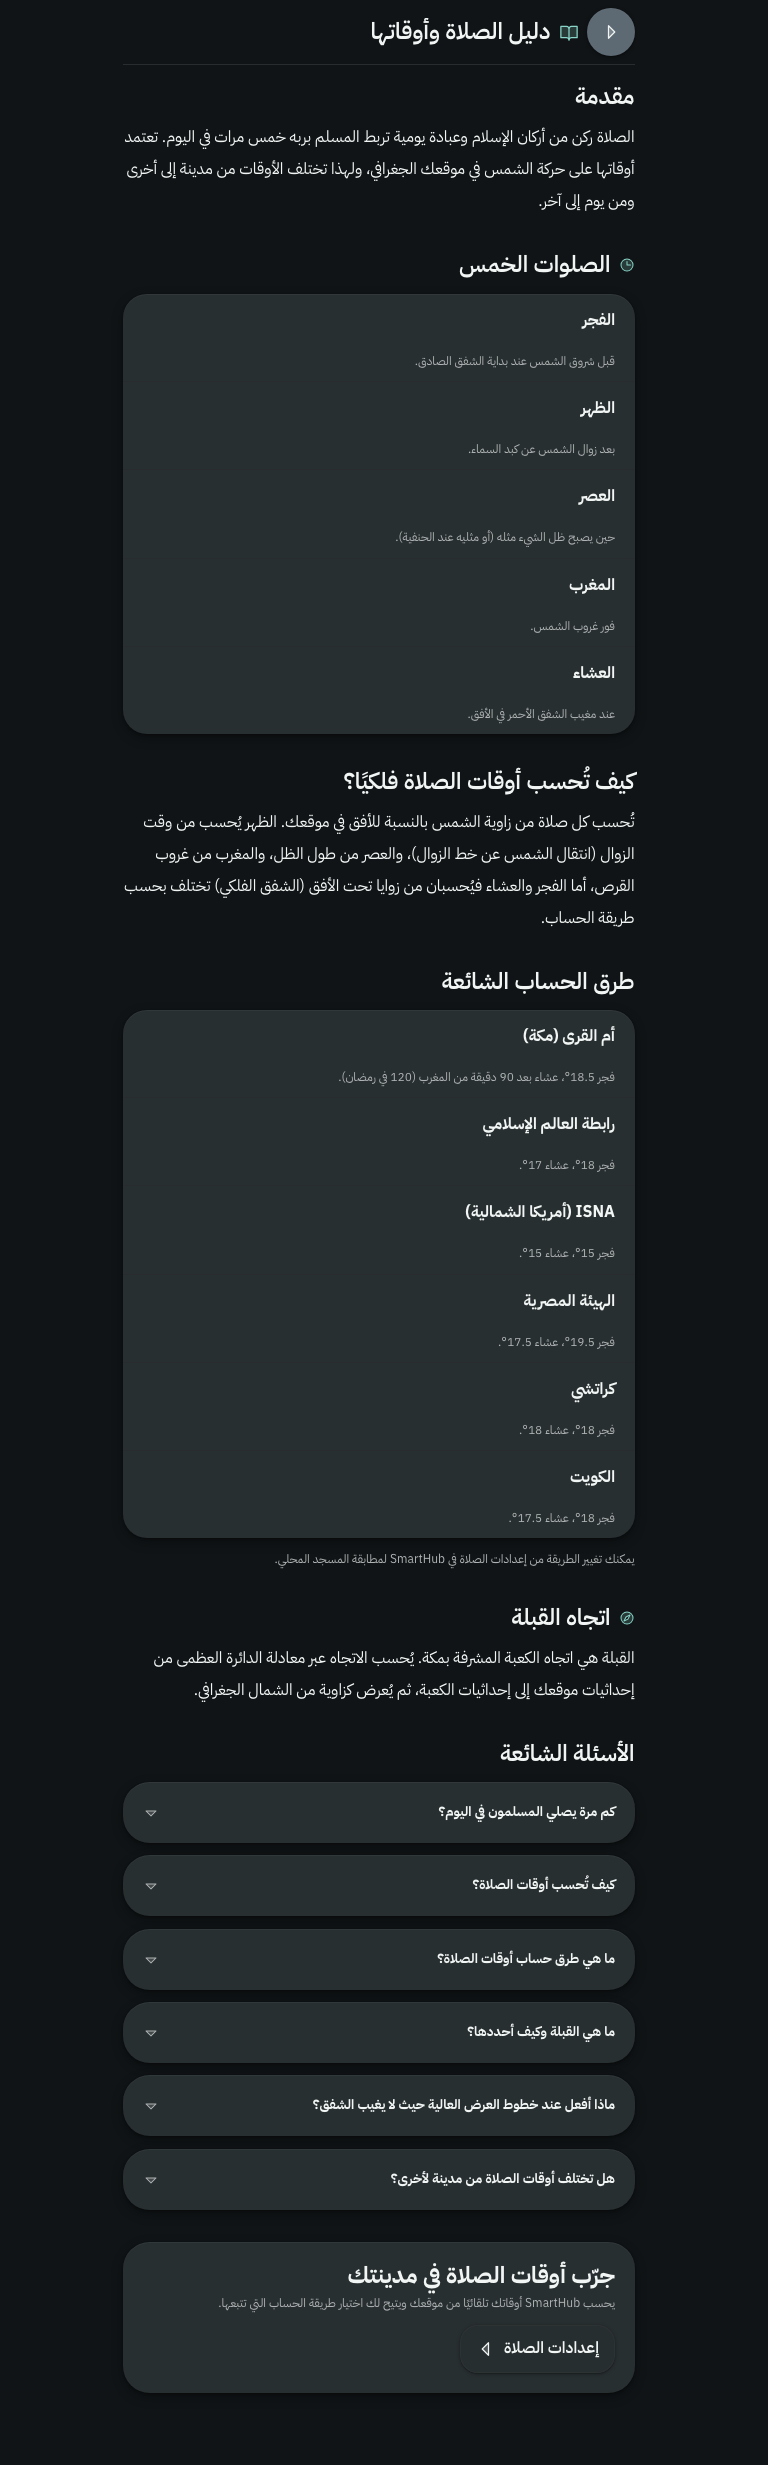 دليل الصلاة وأوقاتها
مقدمة
الصلاة ركن من أركان الإسلام وعبادة يومية تربط المسلم بربه خمس مرات في اليوم. تعتمد
أوقاتها على حركة الشمس في موقعك الجغرافي، ولهذا تختلف الأوقات من مدينة إلى أخرى
ومن يوم إلى آخر.
الصلوات الخمس
الفجر
قبل شروق الشمس عند بداية الشفق الصادق.
الظهر
بعد زوال الشمس عن كبد السماء.
العصر
حين يصبح ظل الشيء مثله (أو مثليه عند الحنفية).
المغرب
فور غروب الشمس.
العشاء
عند مغيب الشفق الأحمر في الأفق.
كيف تُحسب أوقات الصلاة فلكيًا؟
تُحسب كل صلاة من زاوية الشمس بالنسبة للأفق في موقعك. الظهر يُحسب من وقت
الزوال (انتقال الشمس عن خط الزوال)، والعصر من طول الظل، والمغرب من غروب
القرص، أما الفجر والعشاء فيُحسبان من زوايا تحت الأفق (الشفق الفلكي) تختلف بحسب
طريقة الحساب.
طرق الحساب الشائعة
أم القرى (مكة)
فجر 18.5°، عشاء بعد 90 دقيقة من المغرب (120 في رمضان).
رابطة العالم الإسلامي
فجر 18°، عشاء 17°.
ISNA (أمريكا الشمالية)
فجر 15°، عشاء 15°.
الهيئة المصرية
فجر 19.5°، عشاء 17.5°.
كراتشي
فجر 18°، عشاء 18°.
الكويت
فجر 18°، عشاء 17.5°.
يمكنك تغيير الطريقة من إعدادات الصلاة في SmartHub لمطابقة المسجد المحلي.
اتجاه القبلة
القبلة هي اتجاه الكعبة المشرفة بمكة. يُحسب الاتجاه عبر معادلة الدائرة العظمى من
إحداثيات موقعك إلى إحداثيات الكعبة، ثم يُعرض كزاوية من الشمال الجغرافي.
الأسئلة الشائعة
كم مرة يصلي المسلمون في اليوم؟
كيف تُحسب أوقات الصلاة؟
ما هي طرق حساب أوقات الصلاة؟
ما هي القبلة وكيف أحددها؟
ماذا أفعل عند خطوط العرض العالية حيث لا يغيب الشفق؟
هل تختلف أوقات الصلاة من مدينة لأخرى؟
جرّب أوقات الصلاة في مدينتك
يحسب SmartHub أوقاتك تلقائيًا من موقعك ويتيح لك اختيار طريقة الحساب التي تتبعها.
إعدادات الصلاة